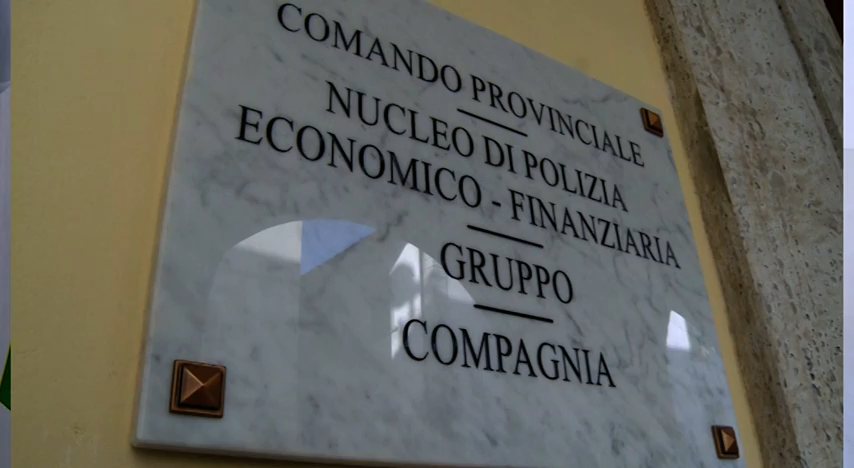 COMANDO PROVINCIALE
NUCLEO DI POLIZIA
ECONOMICO - FINANZIARIA
GRUPPO
COMPAGNIA